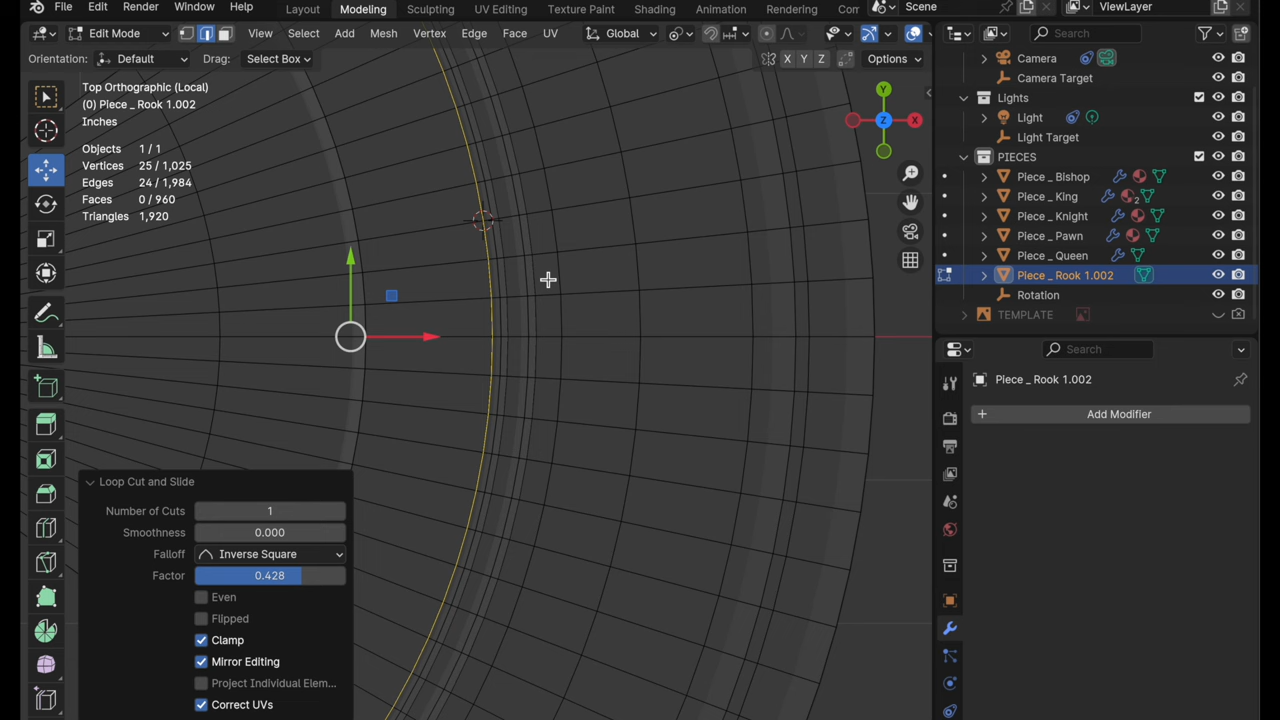 File Edit Render Window Help Layout Modeling Sculpting UV Editing Texture Paint Shading Animation Rendering Scene ViewLayer
Edit Mode View Select Add Mesh Vertex Edge Face UV Global Search
Orientation: Default Drag: Select Box X Y Z Options
Camera
Camera Target
Lights
Light
Light Target
PIECES
Piece _ Bishop
Piece _ King 2
Piece _ Knight
Piece _ Pawn
Piece _ Queen
Piece _ Rook 1.002
Rotation
TEMPLATE
Top Orthographic (Local)
(0) Piece _ Rook 1.002
Inches
Objects 1 / 1
Vertices 25 / 1,025
Edges 24 / 1,984
Faces 0 / 960
Triangles 1,920
Y
Z X
Search
Piece _ Rook 1.002
+ Add Modifier
Loop Cut and Slide
Number of Cuts 1
Smoothness 0.000
Falloff Inverse Square
Factor 0.428
Even
Flipped
Clamp
Mirror Editing
Project Individual Elem...
Correct UVs